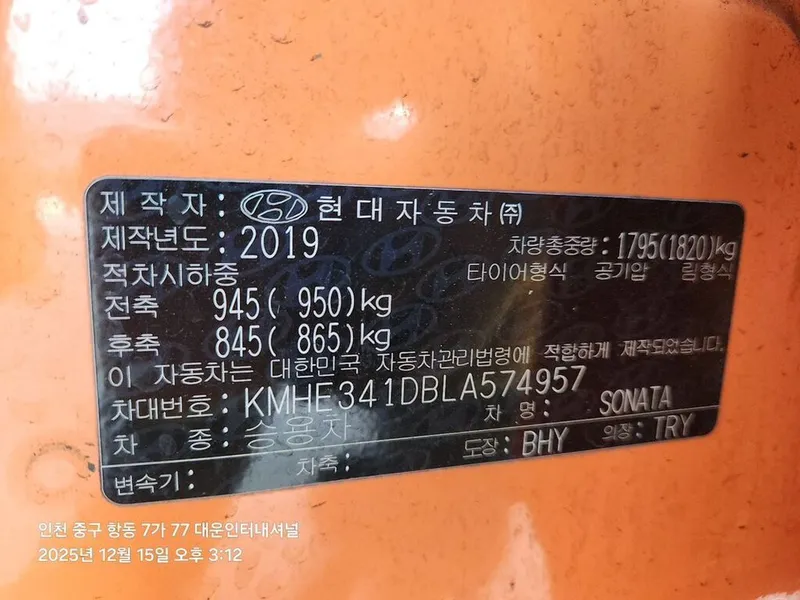 제 작 자 : 현대자동차㈜
제작년도 : 2019 차량총중량 : 1795(1820)kg
적차시하중 타이어형식 공기압 림형식
전축 945( 950)kg
후축 845( 865)kg
이 자동차는 대한민국 자동차관리법령에 적합하게 제작되었습니다.
차대번호 : KMHE341DBLA574957 차 명 : SONATA
차 종 : 승용차 도장 : BHY 의장 : TRY
변속기 : 차축 :
인천 중구 항동 7가 77 대운인터내셔널
2025년 12월 15일 오후 3:12